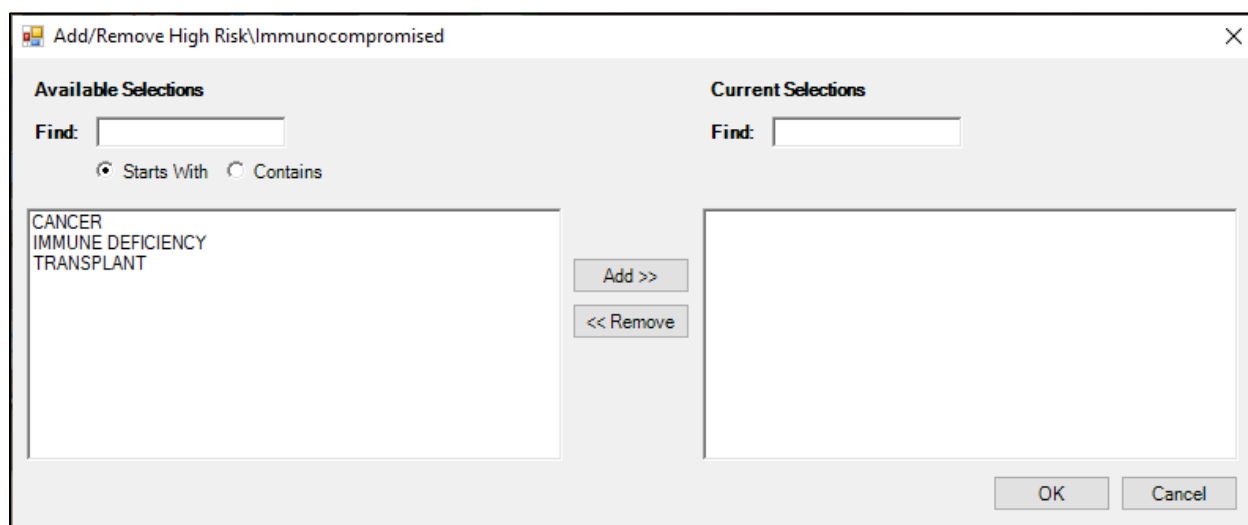 Add/Remove High Risk\Immunocompromised
Available Selections
Current Selections
Find:
Find:
Starts With Contains
CANCER
IMMUNE DEFICIENCY
TRANSPLANT
Add >>
<< Remove
OK Cancel